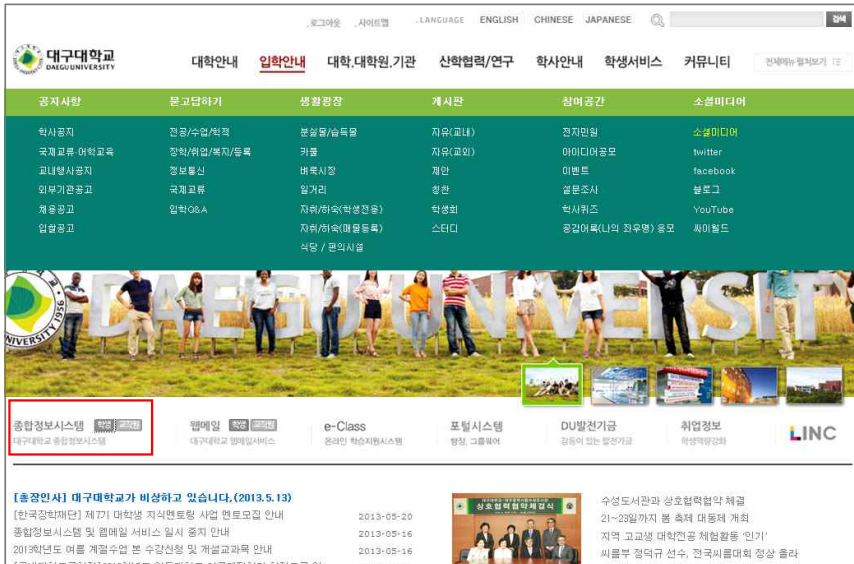 .로그아웃 .사이트맵 .LANGUAGE ENGLISH CHINESE JAPANESE 검색
대구대학교
DAEGU UNIVERSITY
대학안내 입학안내 대학.대학원.기관 산학협력/연구 학사안내 학생서비스 커뮤니티 전체메뉴 펼쳐보기
공지사항 묻고답하기 생활광장 게시판 참여공간 소셜미디어
학사공지 전공/수업/학적 분실물/습득물 자유(교내) 전자민원 소셜미디어
국제교류·어학교육 장학/취업/복지/등록 카풀 자유(교외) 아이디어공모 twitter
교내행사공지 정보통신 벼룩시장 제안 이벤트 facebook
외부기관공고 국제교류 일거리 칭찬 설문조사 블로그
채용공고 입학Q&A 자취/하숙(학생전용) 학생회 학사퀴즈 YouTube
입찰공고 자취/하숙(매물등록) 스터디 공감어록(나의 좌우명) 응모 싸이월드
식당 / 편의시설
DAEGU UNIVERSIT
UNIVERSITY 1956
종합정보시스템 학생 교직원 웹메일 학생 교직원 e-Class 포털시스템 DU발전기금 취업정보 LINC
대구대학교 종합정보시스템 대구대학교 웹메일서비스 온라인 학습지원시스템 행정, 그룹웨어 감동이 있는 발전기금 학생역량강화
[총장인사] 대구대학교가 비상하고 있습니다.(2013.5.13)
[한국장학재단] 제7기 대학생 지식멘토링 사업 멘토모집 안내 2013-05-20
종합정보시스템 및 웹메일 서비스 일시 중지 안내 2013-05-16
2013학년도 여름 계절수업 본 수강신청 및 개설교과목 안내 2013-05-16
상호협력협약체결식
수성도서관과 상호협력협약 체결
21~23일까지 봄 축제 대동제 개최
지역 고교생 대학전공 체험활동 '인기'
씨름부 정덕규 선수, 전국씨름대회 정상 올라